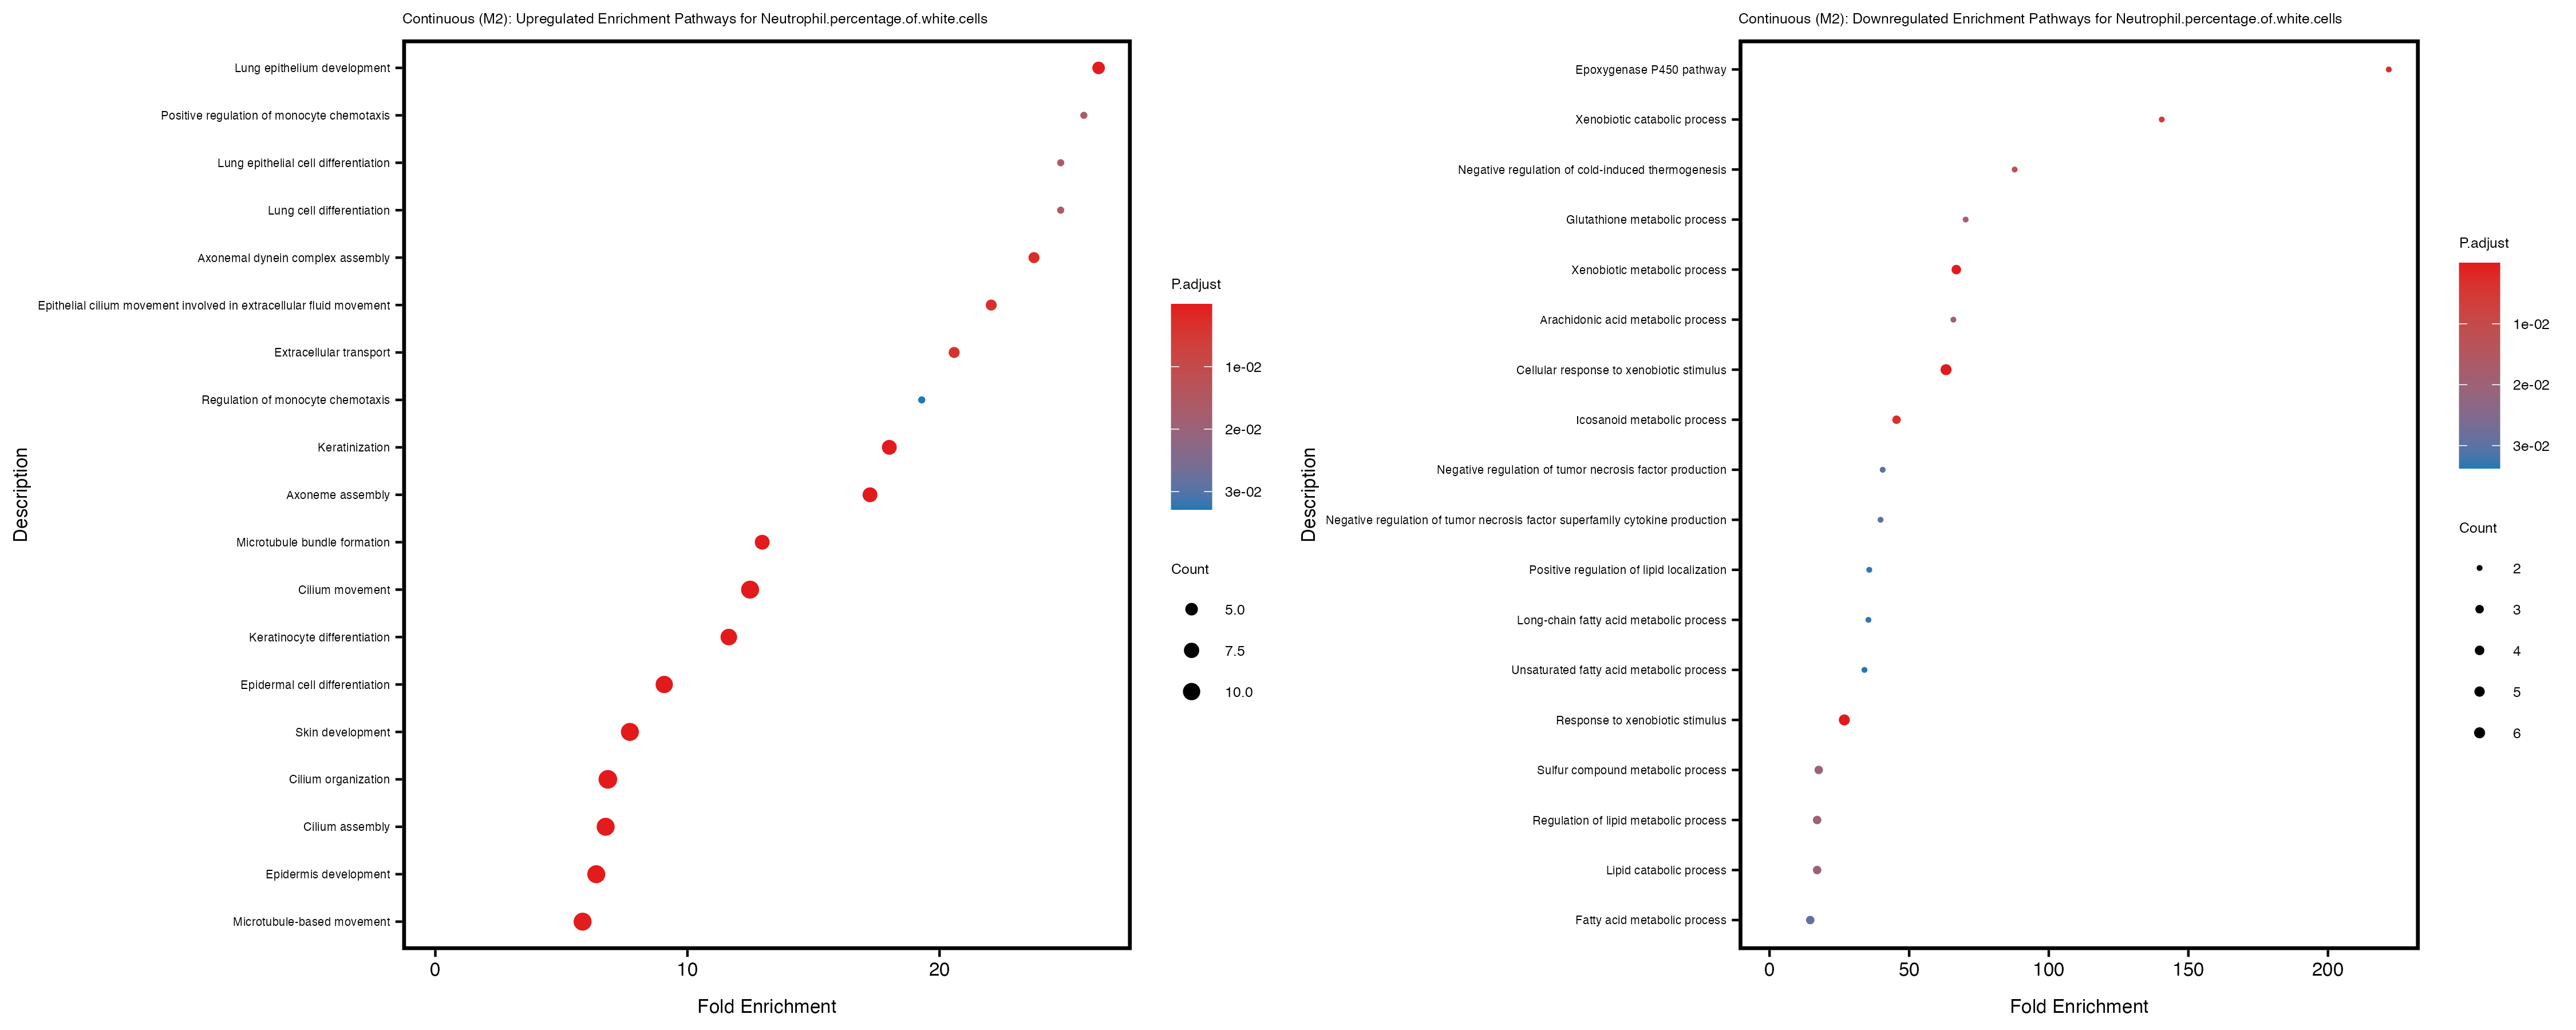 Continuous (M2): Upregulated Enrichment Pathways for Neutrophil.percentage.of.white.cells
Description
Lung epithelium development
Positive regulation of monocyte chemotaxis
Lung epithelial cell differentiation
Lung cell differentiation
Axonemal dynein complex assembly
Epithelial cilium movement involved in extracellular fluid movement
Extracellular transport
Regulation of monocyte chemotaxis
Keratinization
Axoneme assembly
Microtubule bundle formation
Cilium movement
Keratinocyte differentiation
Epidermal cell differentiation
Skin development
Cilium organization
Cilium assembly
Epidermis development
Microtubule-based movement
0 10 20
Fold Enrichment
P.adjust
1e-02
2e-02
3e-02
Count
5.0
7.5
10.0
Continuous (M2): Downregulated Enrichment Pathways for Neutrophil.percentage.of.white.cells
Description
Epoxygenase P450 pathway
Xenobiotic catabolic process
Negative regulation of cold-induced thermogenesis
Glutathione metabolic process
Xenobiotic metabolic process
Arachidonic acid metabolic process
Cellular response to xenobiotic stimulus
Icosanoid metabolic process
Negative regulation of tumor necrosis factor production
Negative regulation of tumor necrosis factor superfamily cytokine production
Positive regulation of lipid localization
Long-chain fatty acid metabolic process
Unsaturated fatty acid metabolic process
Response to xenobiotic stimulus
Sulfur compound metabolic process
Regulation of lipid metabolic process
Lipid catabolic process
Fatty acid metabolic process
0 50 100 150 200
Fold Enrichment
P.adjust
1e-02
2e-02
3e-02
Count
2
3
4
5
6